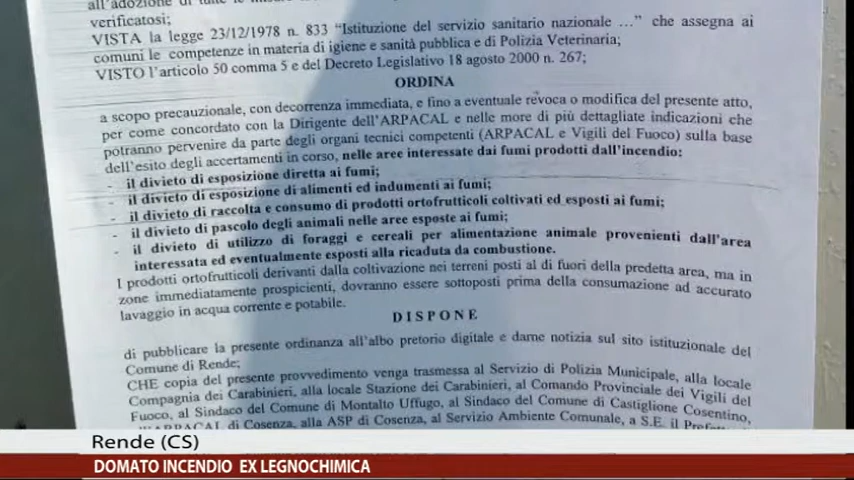 all'adozione di tutte le misure
verificatosi;
VISTA la legge 23/12/1978 n. 833 “Istituzione del servizio sanitario nazionale …” che assegna ai
comuni le competenze in materia di igiene e sanità pubblica e di Polizia Veterinaria;
VISTO l'articolo 50 comma 5 e del Decreto Legislativo 18 agosto 2000 n. 267;
ORDINA
a scopo precauzionale, con decorrenza immediata, e fino a eventuale revoca o modifica del presente atto,
per come concordato con la Dirigente dell'ARPACAL e nelle more di più dettagliate indicazioni che
potranno pervenire da parte degli organi tecnici competenti (ARPACAL e Vigili del Fuoco) sulla base
dell'esito degli accertamenti in corso, nelle aree interessate dai fumi prodotti dall'incendio:
- il divieto di esposizione diretta ai fumi;
- il divieto di esposizione di alimenti ed indumenti ai fumi;
- il divieto di raccolta e consumo di prodotti ortofrutticoli coltivati ed esposti ai fumi;
- il divieto di pascolo degli animali nelle aree esposte ai fumi;
- il divieto di utilizzo di foraggi e cereali per alimentazione animale provenienti dall'area
interessata ed eventualmente esposti alla ricaduta da combustione.
I prodotti ortofrutticoli derivanti dalla coltivazione nei terreni posti al di fuori della predetta area, ma in
zone immediatamente prospicienti, dovranno essere sottoposti prima della consumazione ad accurato
lavaggio in acqua corrente e potabile.
DISPONE
di pubblicare la presente ordinanza all'albo pretorio digitale e darne notizia sul sito istituzionale del
Comune di Rende;
CHE copia del presente provvedimento venga trasmessa al Servizio di Polizia Municipale, alla locale
Compagnia dei Carabinieri, alla locale Stazione dei Carabinieri, al Comando Provinciale dei Vigili del
Fuoco, al Sindaco del Comune di Montalto Uffugo, al Sindaco del Comune di Castiglione Cosentino,
all'ARPACAL di Cosenza, alla ASP di Cosenza, al Servizio Ambiente Comunale, a S.E. il
Rende (CS)
DOMATO INCENDIO EX LEGNOCHIMICA